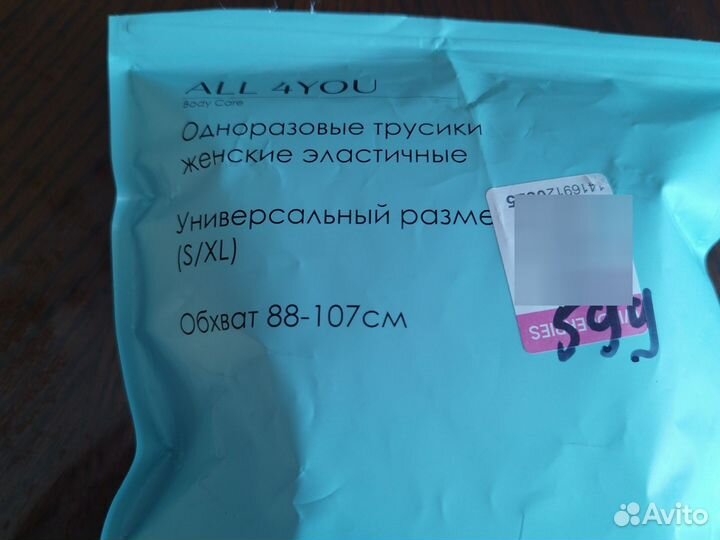 ALL 4YOU
Body Care
Одноразовые трусики
женские эластичные
Универсальный разме
(S/XL)
Обхват 88-107см
599
Avito